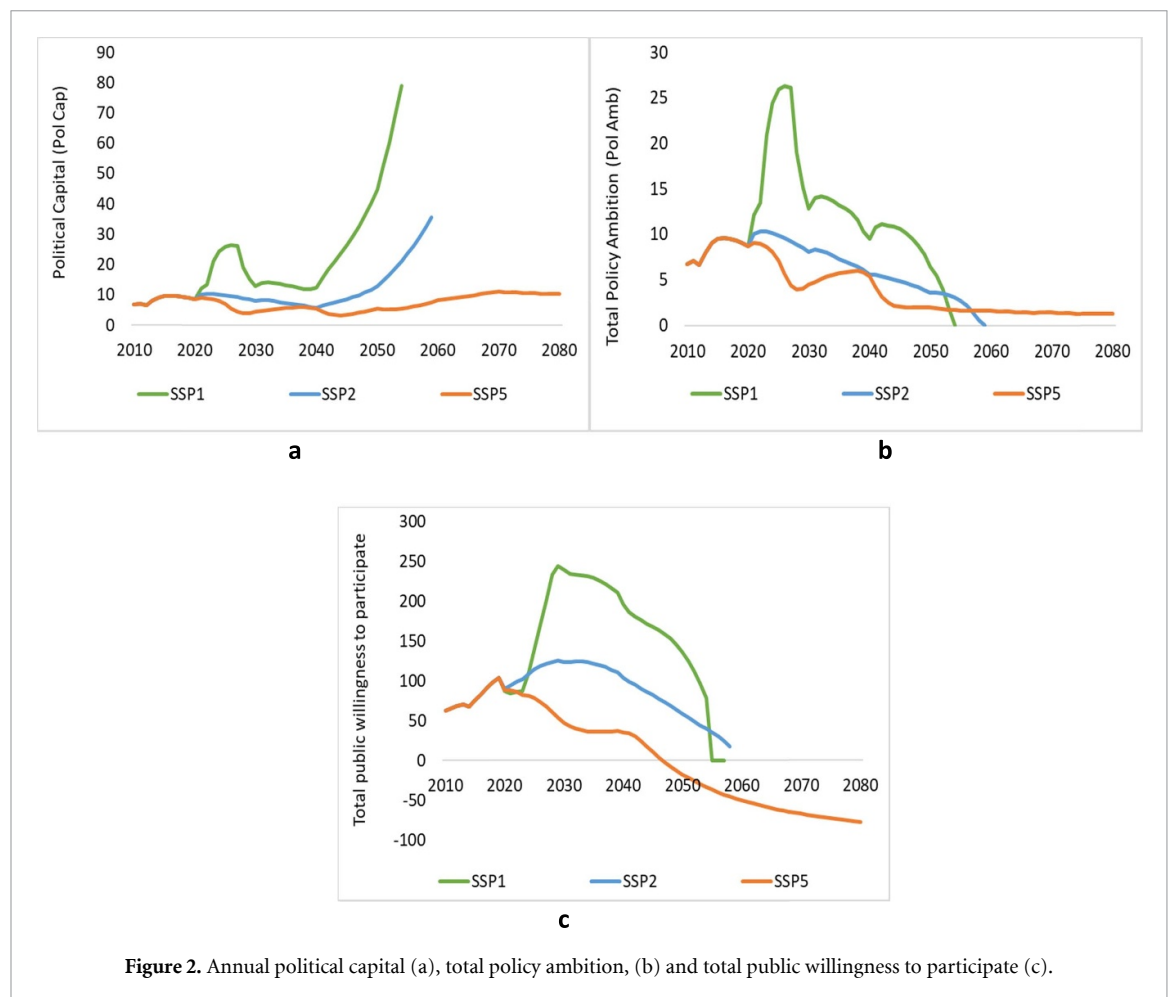 Political Capital (Pol Cap)
90
80
70
60
50
40
30
20
10
0
2010 2020 2030 2040 2050 2060 2070 2080
SSP1 SSP2 SSP5
a
Total Policy Ambition (Pol Amb)
30
25
20
15
10
5
0
2010 2020 2030 2040 2050 2060 2070 2080
SSP1 SSP2 SSP5
b
Total public willingness to participate
300
250
200
150
100
50
0
-50
-100
2010 2020 2030 2040 2050 2060 2070 2080
SSP1 SSP2 SSP5
c
Figure 2. Annual political capital (a), total policy ambition, (b) and total public willingness to participate (c).